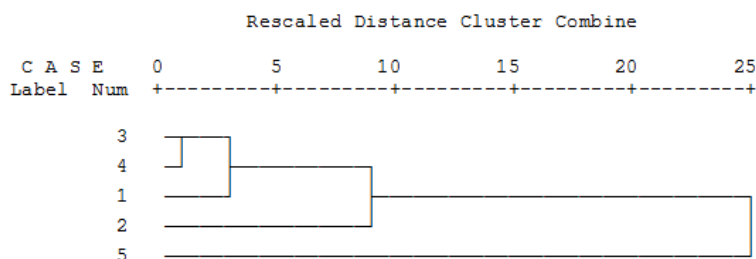 Rescaled Distance Cluster Combine
C A S E 0 5 10 15 20 25
Label Num +---------+---------+---------+---------+---------+
3
4
1
2
5